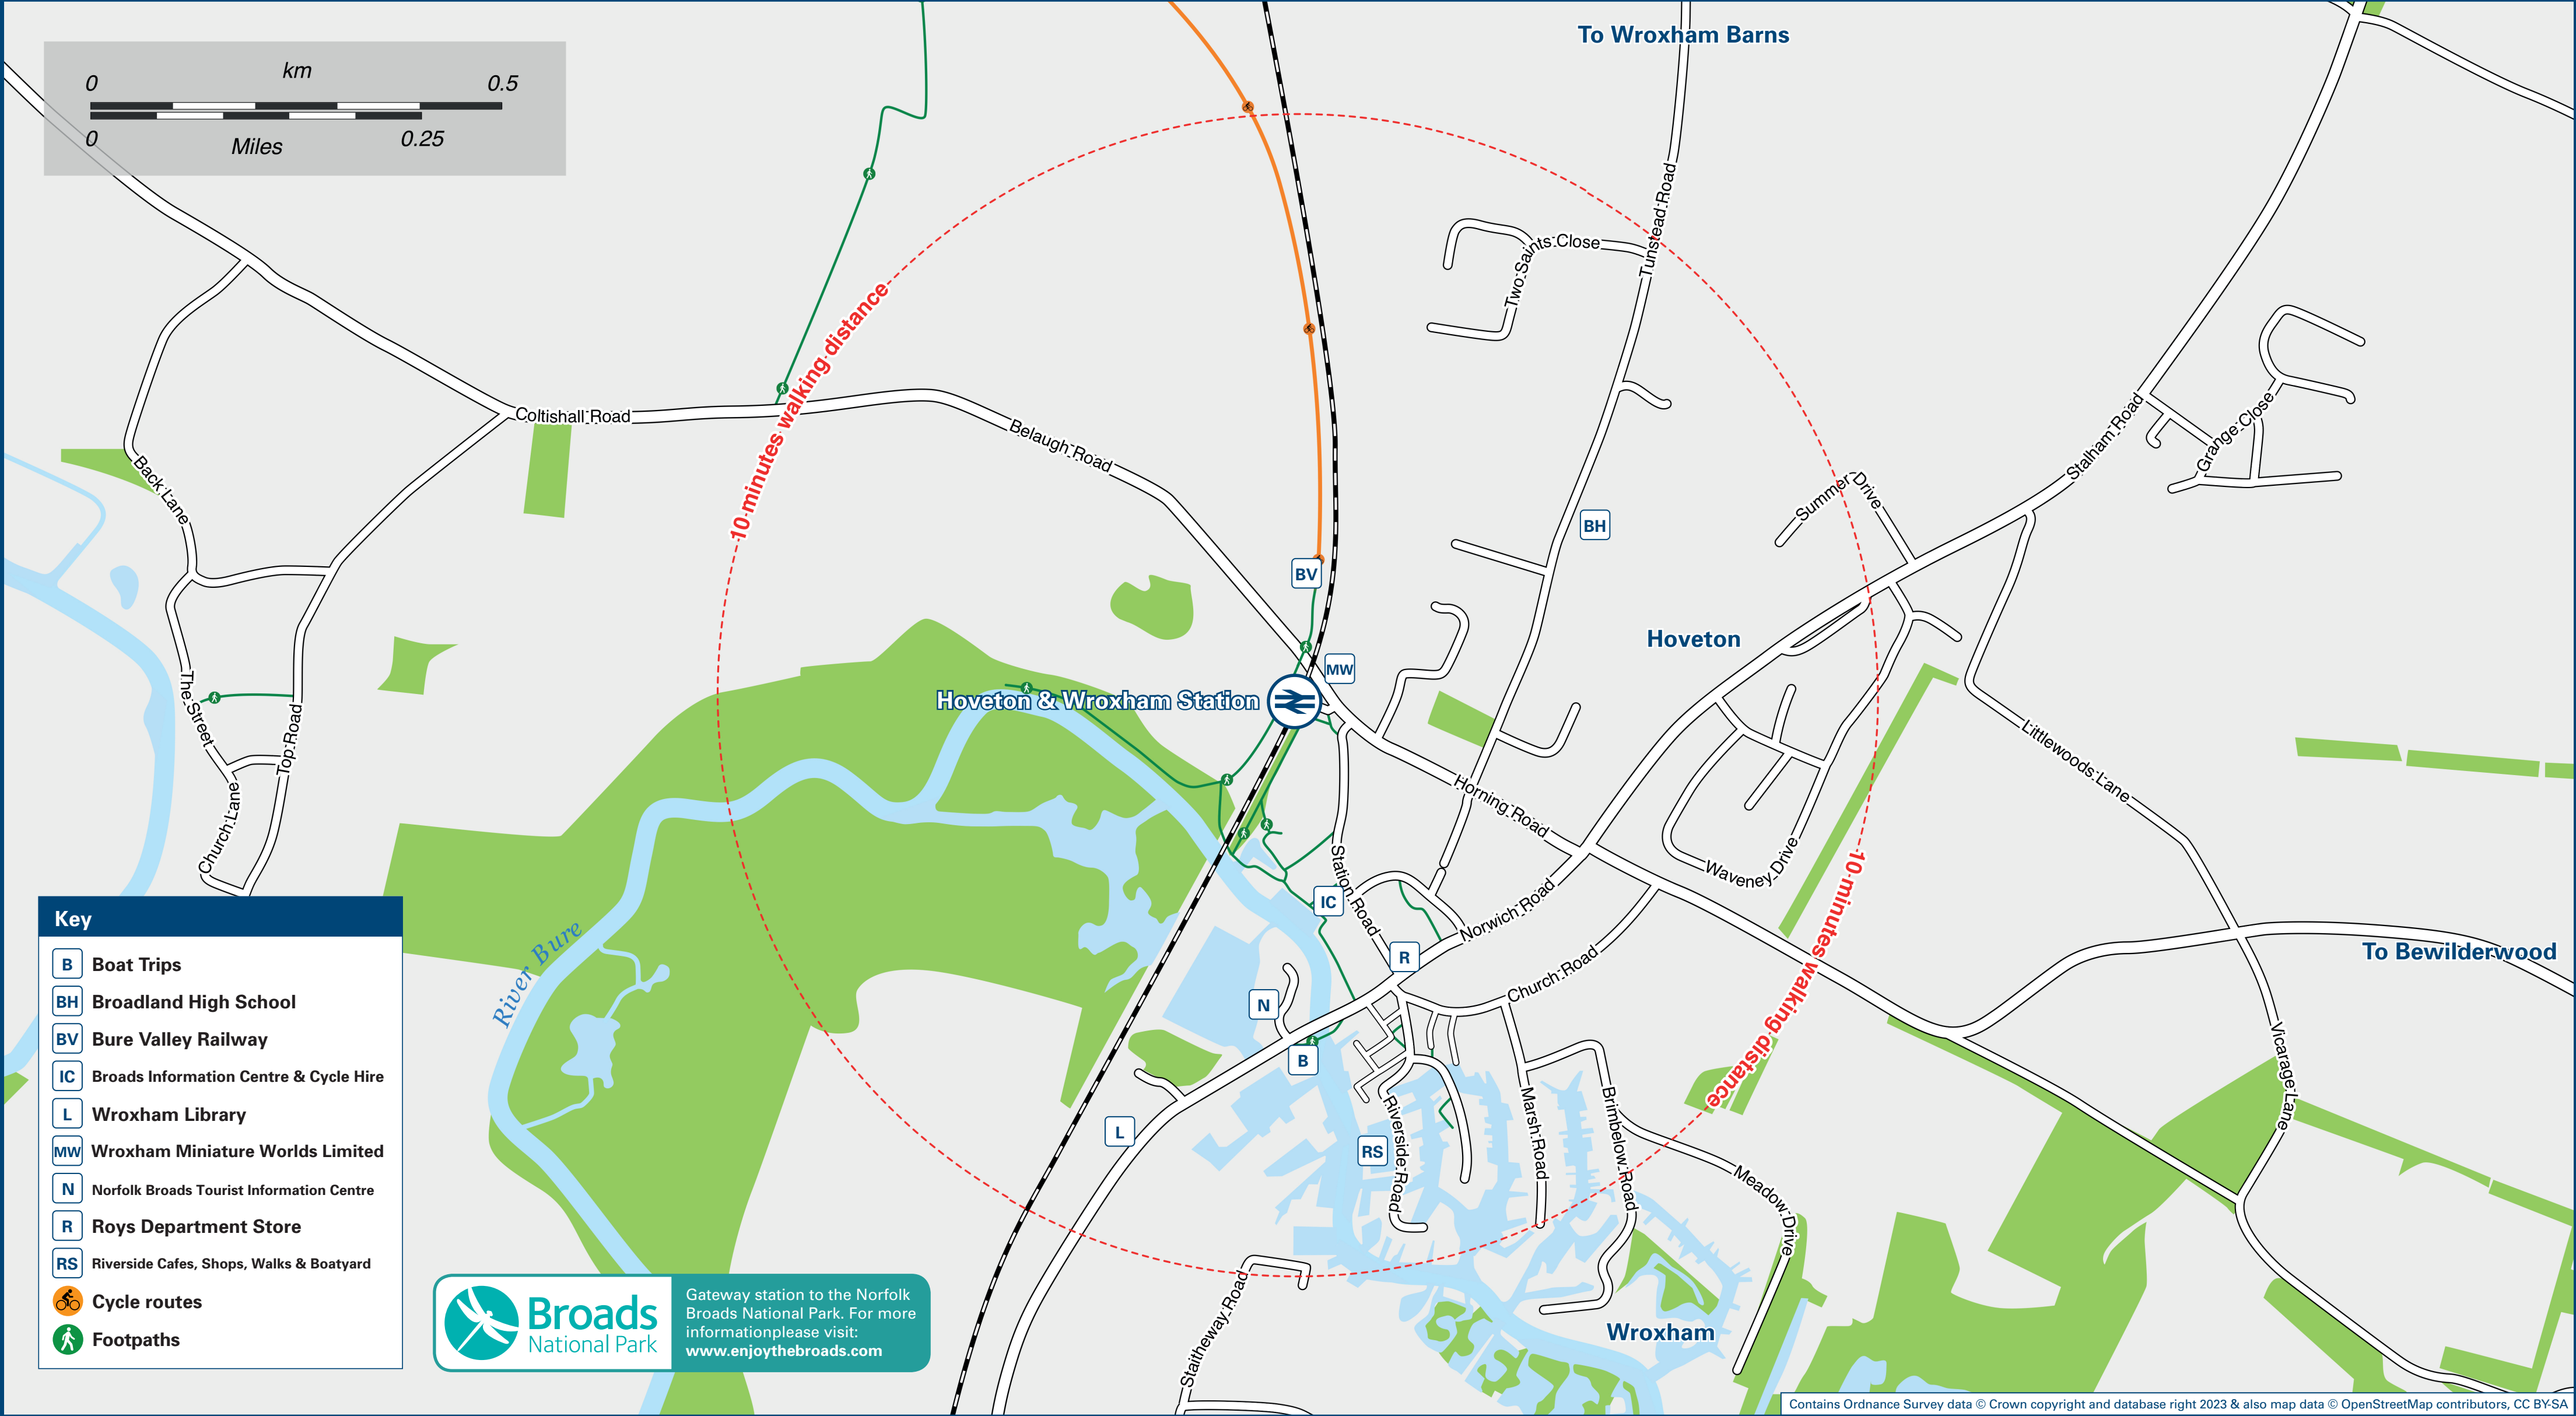 To Wroxham Barns
km
0
0.5
0
0.25
Miles
Tunstead Road
Two Saints Close
10 minutes walking distance
Coltishall Road
Belaugh Road
Stalham Road
Grange Close
Summer Drive
Back Lane
BH
BV
Hoveton
MW
Hoveton & Wroxham Station
The Street
Top Road
Church Lane
Littlewoods Lane
Horning Road
Station Road
Waveney Drive
10 minutes walking distance
IC
Norwich Road
R
Church Road
To Bewilderwood
River Bure
N
B
L
RS
Riverside Road
Marsh Road
Brimbelow Road
Meadow Drive
Vicarage Lane
Staitheway Road
Wroxham
Key
B Boat Trips
BH Broadland High School
BV Bure Valley Railway
IC Broads Information Centre & Cycle Hire
L Wroxham Library
MW Wroxham Miniature Worlds Limited
N Norfolk Broads Tourist Information Centre
R Roys Department Store
RS Riverside Cafes, Shops, Walks & Boatyard
Cycle routes
Footpaths
Broads
National Park
Gateway station to the Norfolk
Broads National Park. For more
informationplease visit:
www.enjoythebroads.com
Contains Ordnance Survey data © Crown copyright and database right 2023 & also map data © OpenStreetMap contributors, CC BY-SA